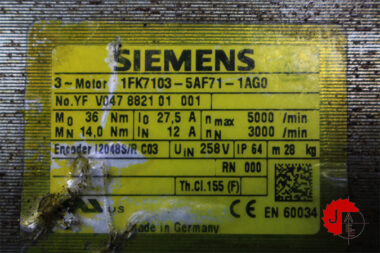 SIEMENS
3~Motor 1FK7103-5AF71-1AG0
No.YF V047 8821 01 001
M0 36 Nm I0 27,5 A nmax 5000 /min
MN 14,0 Nm IN 12 A nN 3000 /min
Encoder I2048S/R C03 UIN 258 V IP 64 m 28 kg
RN 000
Th.Cl.155 (F)
US CE EN 60034
Made in Germany